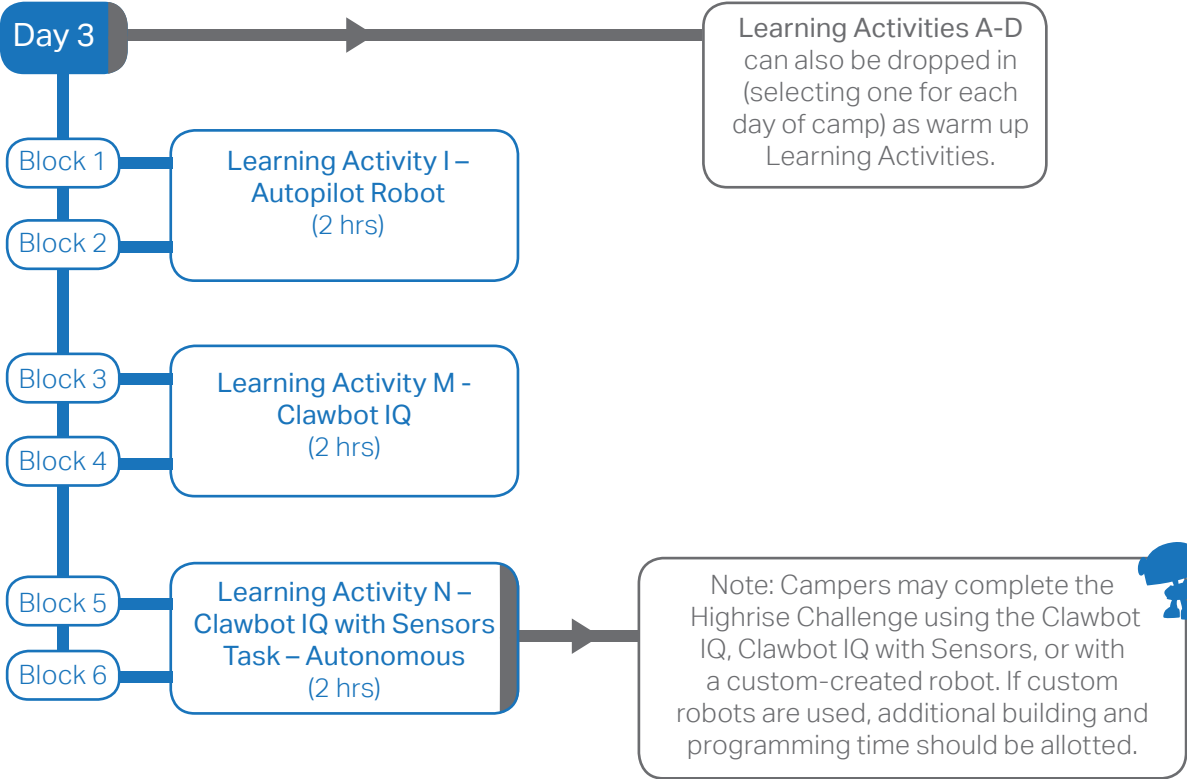 Day 3
Learning Activities A-D
can also be dropped in
(selecting one for each
day of camp) as warm up
Learning Activities.
Block 1
Block 2
Learning Activity I –
Autopilot Robot
(2 hrs)
Block 3
Block 4
Learning Activity M -
Clawbot IQ
(2 hrs)
Block 5
Block 6
Learning Activity N –
Clawbot IQ with Sensors
Task – Autonomous
(2 hrs)
Note: Campers may complete the
Highrise Challenge using the Clawbot
IQ, Clawbot IQ with Sensors, or with
a custom-created robot. If custom
robots are used, additional building and
programming time should be allotted.